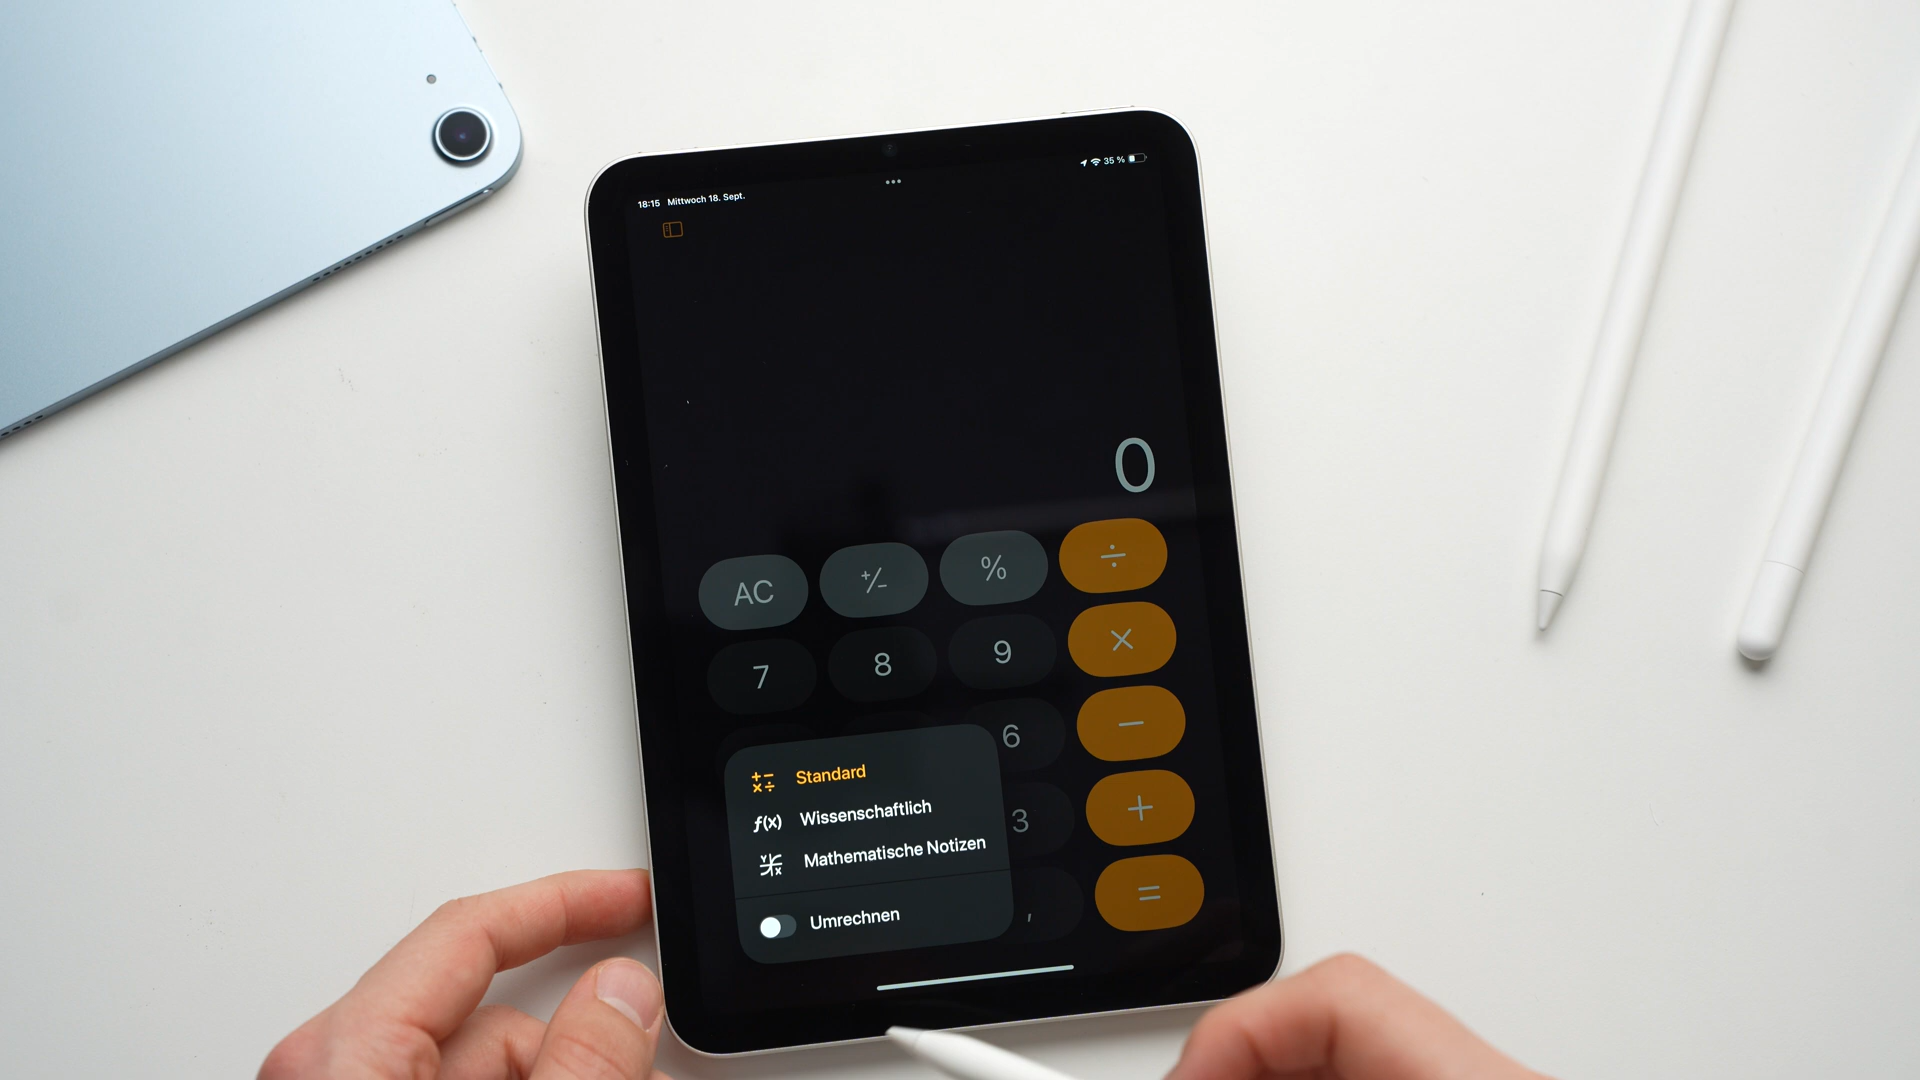 18:15 Mittwoch 18. Sept.
35 %
0
AC +/- % ÷
7 8 9 ×
6 −
3 +
, =
Standard
f(x) Wissenschaftlich
Mathematische Notizen
Umrechnen